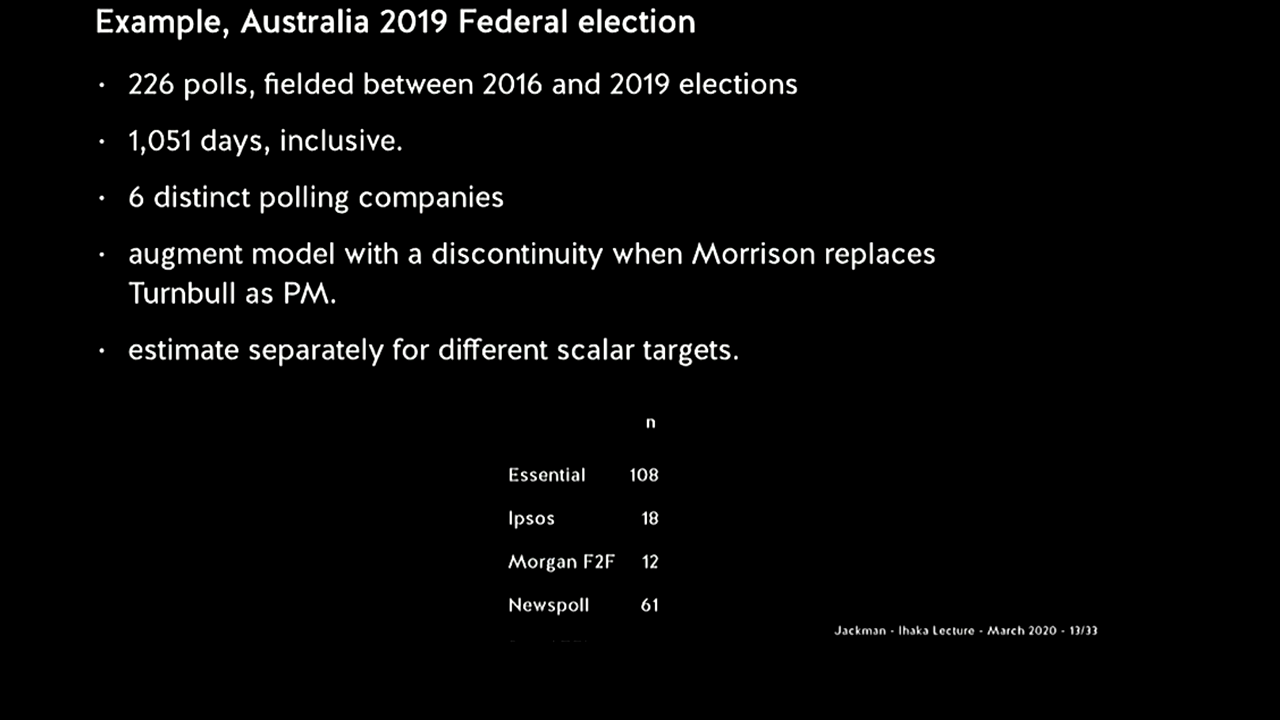 Example, Australia 2019 Federal election
· 226 polls, fielded between 2016 and 2019 elections
· 1,051 days, inclusive.
· 6 distinct polling companies
· augment model with a discontinuity when Morrison replaces
Turnbull as PM.
· estimate separately for different scalar targets.
n
Essential 108
Ipsos 18
Morgan F2F 12
Newspoll 61
Jackman - Ihaka Lecture - March 2020 - 13/33